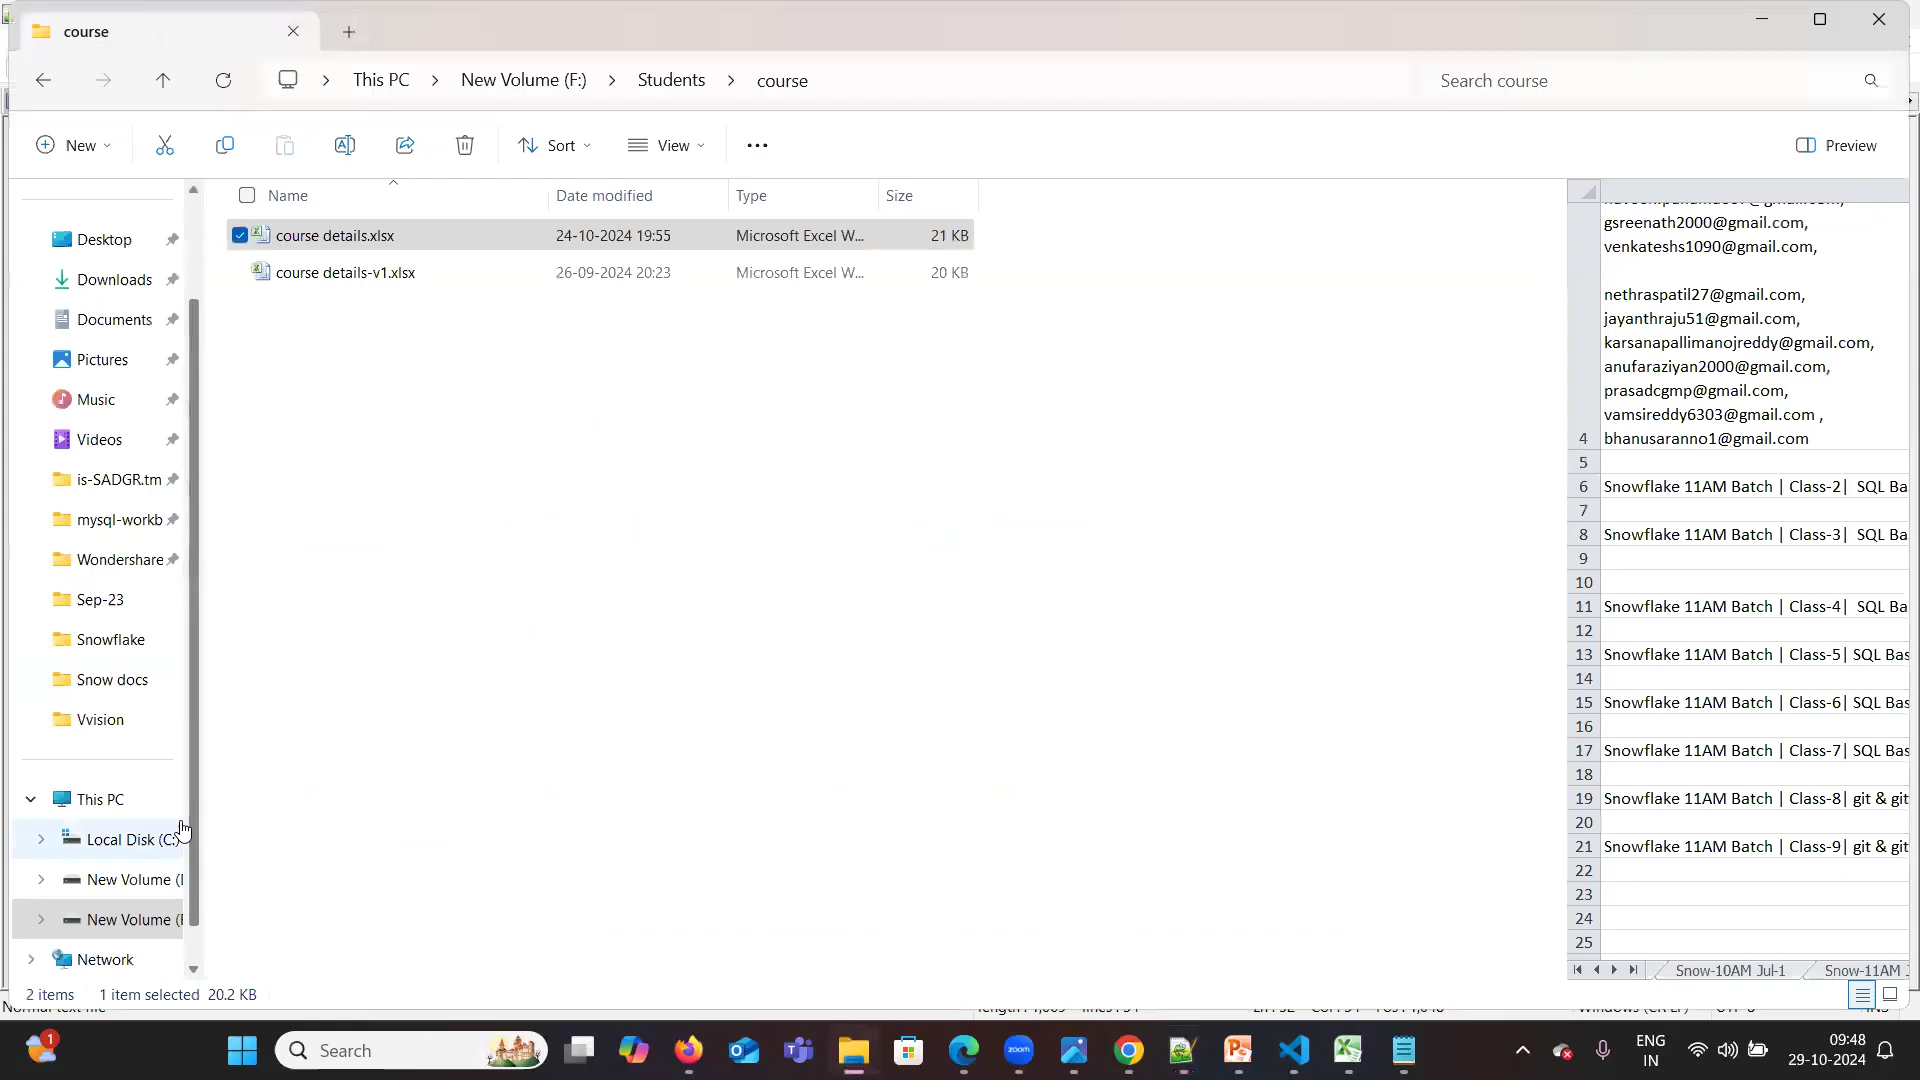 course
This PC
New Volume (F:)
Students
course
Search course
New
Sort
View
Preview
Name
Date modified
Type
Size
course details.xlsx
24-10-2024 19:55
Microsoft Excel W...
21 KB
course details-v1.xlsx
26-09-2024 20:23
Microsoft Excel W...
20 KB
Desktop
Downloads
Documents
Pictures
Music
Videos
is-SADGR.tm
mysql-workb
Wondershare
Sep-23
Snowflake
Snow docs
Vvision
This PC
Local Disk (C:)
New Volume (
New Volume (
Network
gsreenath2000@gmail.com,
venkateshs1090@gmail.com,
nethraspatil27@gmail.com,
jayanthraju51@gmail.com,
karsanapallimanojreddy@gmail.com,
anufaraziyan2000@gmail.com,
prasadcgmp@gmail.com,
vamsireddy6303@gmail.com ,
4 bhanusaranno1@gmail.com
5
6 Snowflake 11AM Batch | Class-2| SQL Ba
7
8 Snowflake 11AM Batch | Class-3| SQL Ba
9
10
11 Snowflake 11AM Batch | Class-4| SQL Ba
12
13 Snowflake 11AM Batch | Class-5| SQL Bas
14
15 Snowflake 11AM Batch | Class-6| SQL Bas
16
17 Snowflake 11AM Batch | Class-7| SQL Bas
18
19 Snowflake 11AM Batch | Class-8| git & git
20
21 Snowflake 11AM Batch | Class-9| git & git
22
23
24
25
Snow-10AM Jul-1
Snow-11AM J
2 items
1 item selected 20.2 KB
1
Search
zoom
ENG
IN
09:48
29-10-2024